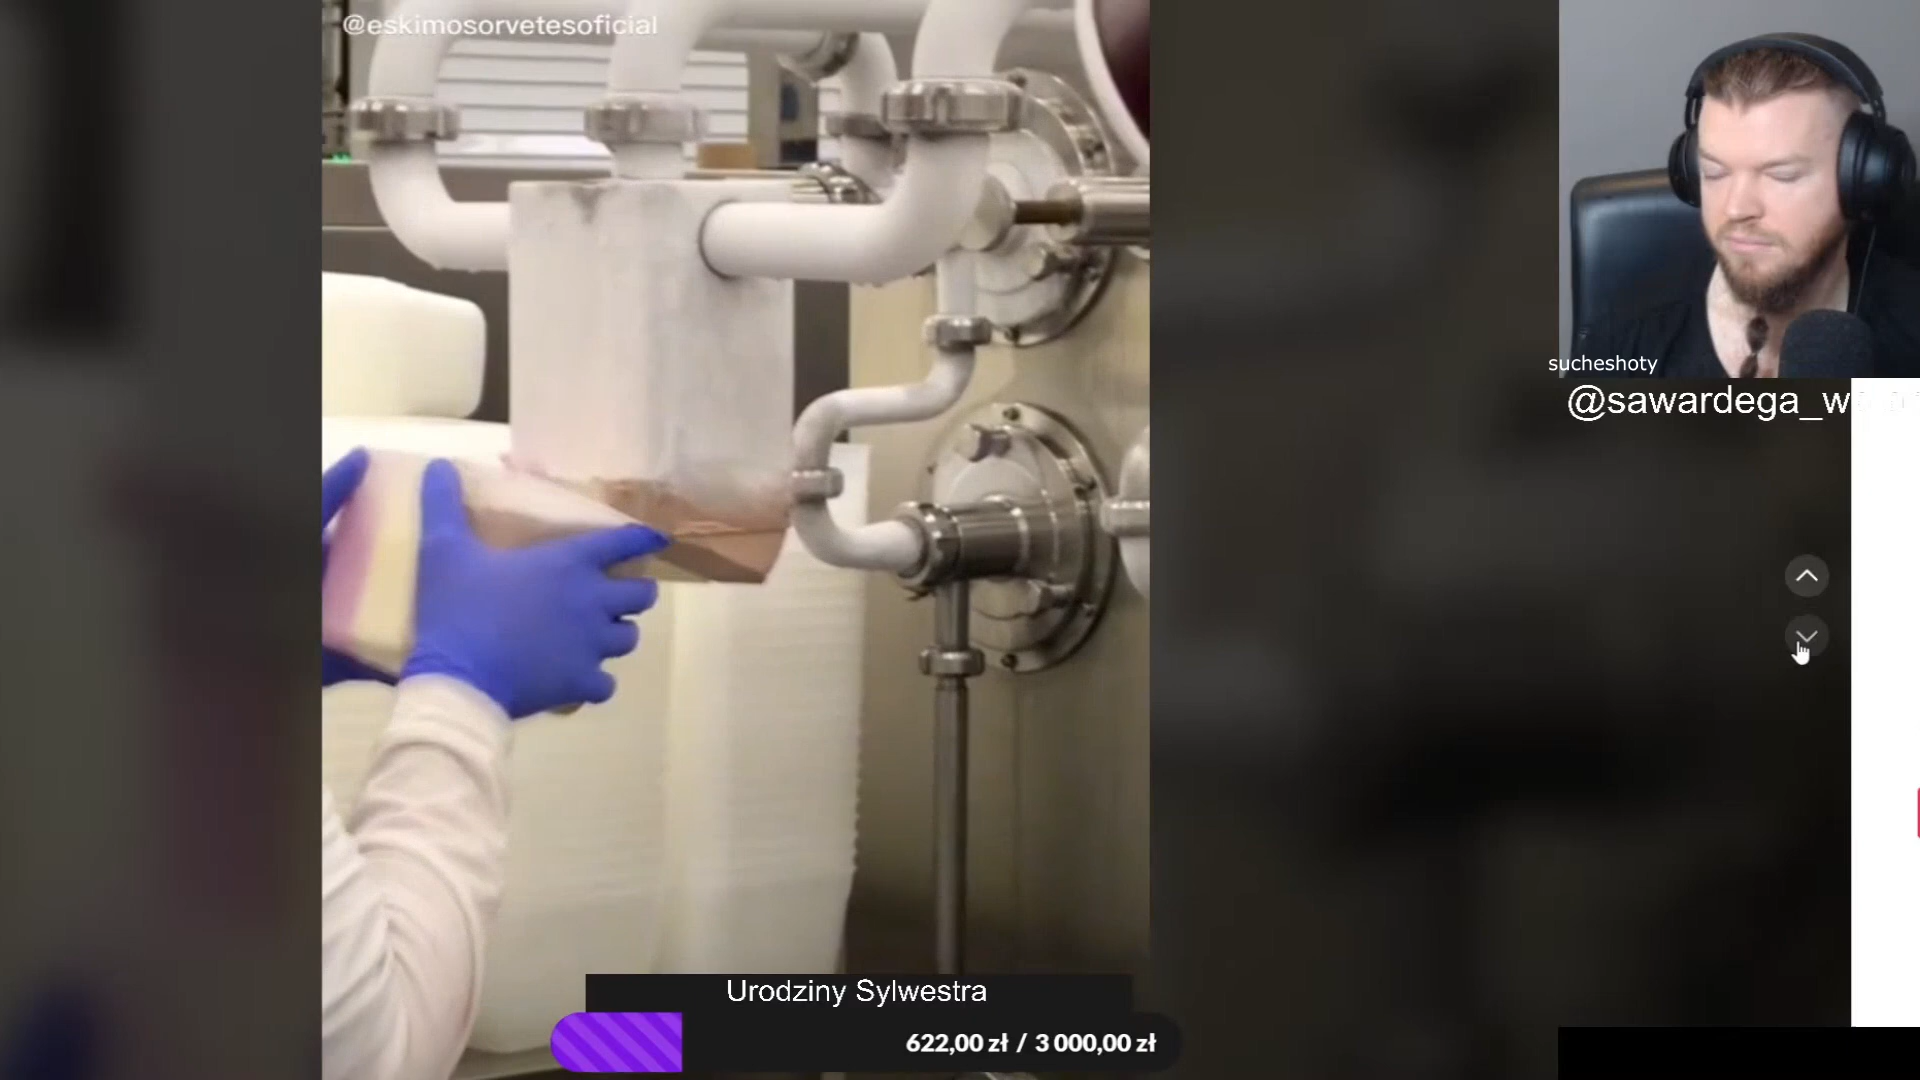 @eskimosorvetesoficial
sucheshoty
@sawardega_w
Urodziny Sylwestra
622,00 zł / 3 000,00 zł